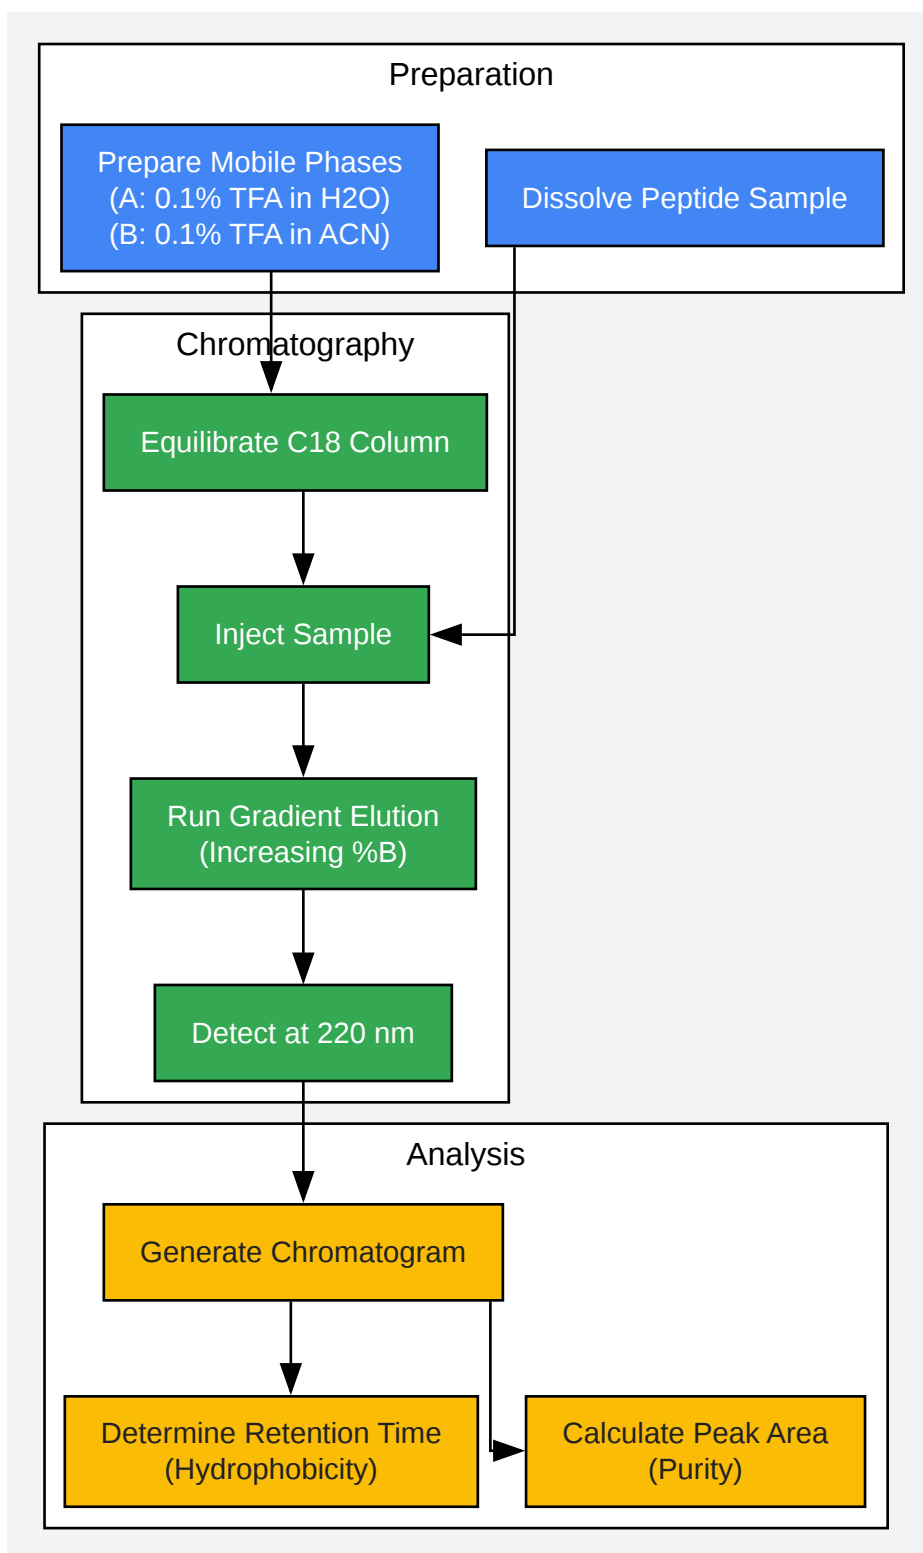 Preparation
Prepare Mobile Phases
(A: 0.1% TFA in H2O)
(B: 0.1% TFA in ACN)
Dissolve Peptide Sample
Chromatography
Equilibrate C18 Column
Inject Sample
Run Gradient Elution
(Increasing %B)
Detect at 220 nm
Analysis
Generate Chromatogram
Determine Retention Time
(Hydrophobicity)
Calculate Peak Area
(Purity)